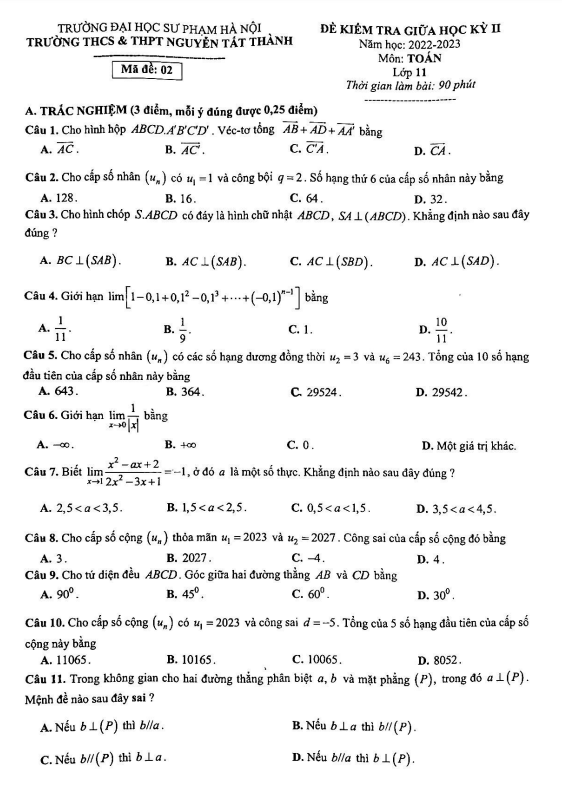 TRƯỜNG ĐẠI HỌC SƯ PHẠM HÀ NỘI
TRƯỜNG THCS & THPT NGUYỄN TẤT THÀNH
Mã đề: 02
ĐỀ KIỂM TRA GIỮA HỌC KỲ II
Năm học: 2022-2023
Môn: TOÁN
Lớp 11
Thời gian làm bài: 90 phút
A. TRẮC NGHIỆM (3 điểm, mỗi ý đúng được 0,25 điểm)
Câu 1. Cho hình hộp ABCD.A'B'C'D'. Véc-tơ tổng $\overrightarrow{AB}+\overrightarrow{AD}+\overrightarrow{AA'}$ bằng
A. $\overrightarrow{AC}$. B. $\overrightarrow{AC'}$. C. $\overrightarrow{C'A}$. D. $\overrightarrow{CA}$.
Câu 2. Cho cấp số nhân $(u_n)$ có $u_1=1$ và công bội $q=2$. Số hạng thứ 6 của cấp số nhân này bằng
A. 128. B. 16. C. 64. D. 32.
Câu 3. Cho hình chóp S.ABCD có đáy là hình chữ nhật ABCD, $SA\perp(ABCD)$. Khẳng định nào sau đây
đúng ?
A. $BC\perp(SAB)$. B. $AC\perp(SAB)$. C. $AC\perp(SBD)$. D. $AC\perp(SAD)$.
Câu 4. Giới hạn $\lim\left[1-0,1+0,1^2-0,1^3+\cdots+(-0,1)^{n-1}\right]$ bằng
A. $\frac{1}{11}$. B. $\frac{1}{9}$. C. 1. D. $\frac{10}{11}$.
Câu 5. Cho cấp số nhân $(u_n)$ có các số hạng dương đồng thời $u_2=3$ và $u_6=243$. Tổng của 10 số hạng
đầu tiên của cấp số nhân này bằng
A. 643. B. 364. C. 29524. D. 29542.
Câu 6. Giới hạn $\lim_{x\to 0}\frac{1}{|x|}$ bằng
A. $-\infty$. B. $+\infty$ C. 0. D. Một giá trị khác.
Câu 7. Biết $\lim_{x\to 1}\frac{x^2-ax+2}{2x^2-3x+1}=-1$, ở đó a là một số thực. Khẳng định nào sau đây đúng ?
A. $2,5<a<3,5$. B. $1,5<a<2,5$. C. $0,5<a<1,5$. D. $3,5<a<4,5$.
Câu 8. Cho cấp số cộng $(u_n)$ thỏa mãn $u_1=2023$ và $u_2=2027$. Công sai của cấp số cộng đó bằng
A. 3. B. 2027. C. −4. D. 4.
Câu 9. Cho tứ diện đều ABCD. Góc giữa hai đường thẳng AB và CD bằng
A. $90^0$. B. $45^0$. C. $60^0$. D. $30^0$.
Câu 10. Cho cấp số cộng $(u_n)$ có $u_1=2023$ và công sai $d=-5$. Tổng của 5 số hạng đầu tiên của cấp số
cộng này bằng
A. 11065. B. 10165. C. 10065. D. 8052.
Câu 11. Trong không gian cho hai đường thẳng phân biệt a, b và mặt phẳng (P), trong đó $a\perp(P)$.
Mệnh đề nào sau đây sai ?
A. Nếu $b\perp(P)$ thì b//a. B. Nếu $b\perp a$ thì b//(P).
C. Nếu b//(P) thì $b\perp a$. D. Nếu b//a thì $b\perp(P)$.